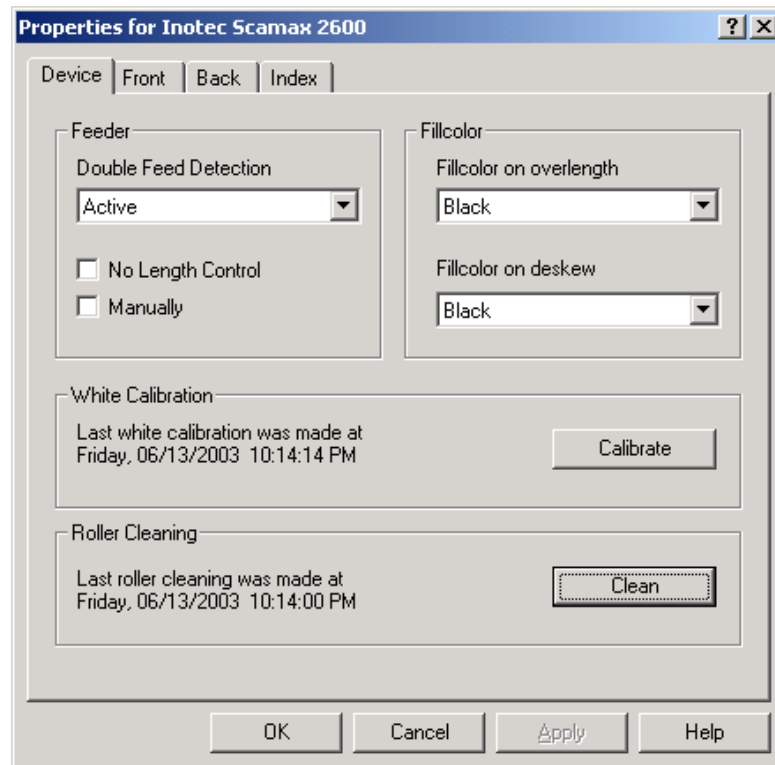 Properties for Inotec Scamax 2600
Device Front Back Index
Feeder
Double Feed Detection
Active
No Length Control
Manually
Fillcolor
Fillcolor on overlength
Black
Fillcolor on deskew
Black
White Calibration
Last white calibration was made at
Friday, 06/13/2003 10:14:14 PM
Calibrate
Roller Cleaning
Last roller cleaning was made at
Friday, 06/13/2003 10:14:00 PM
Clean
OK Cancel Apply Help